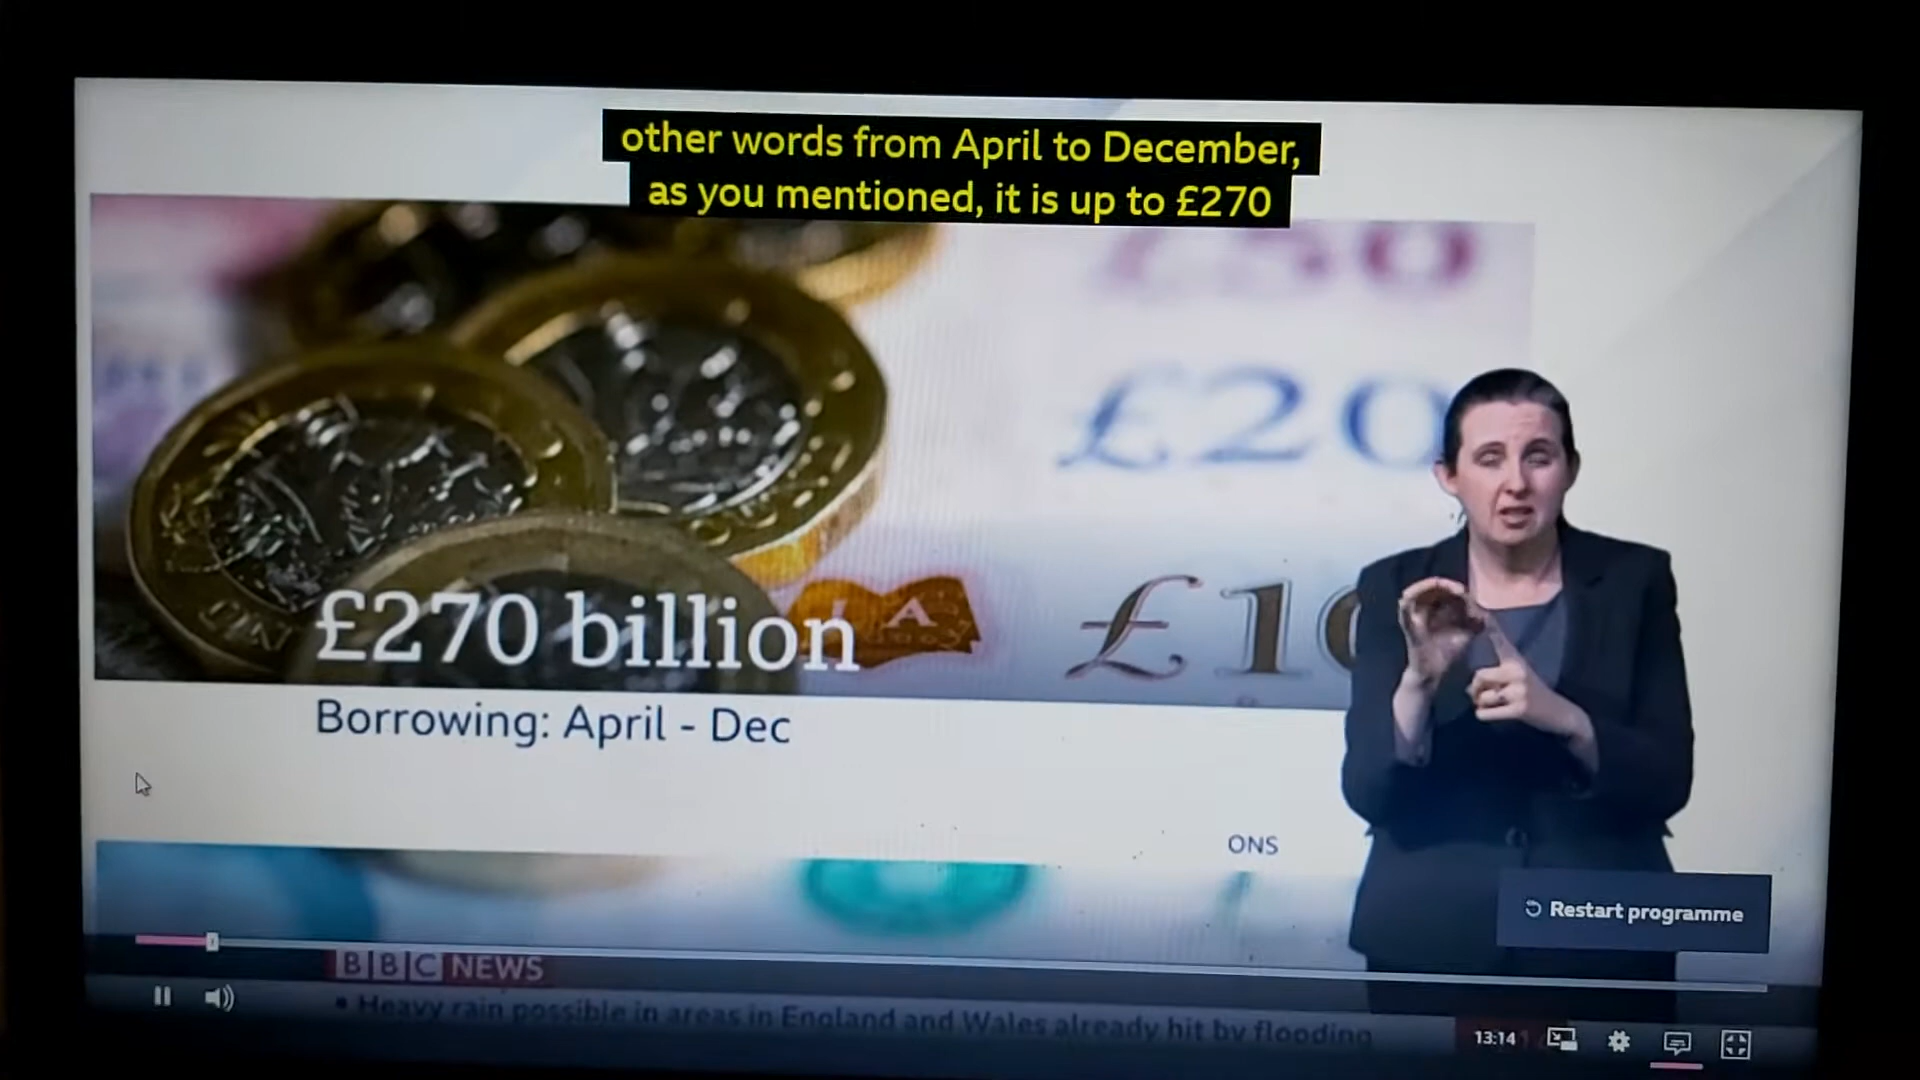 other words from April to December,
as you mentioned, it is up to £270
£50
£20
£10
£270 billion
Borrowing: April - Dec
ONS
Restart programme
BBC NEWS
• Heavy rain possible in areas in England and Wales already hit by flooding
13:14